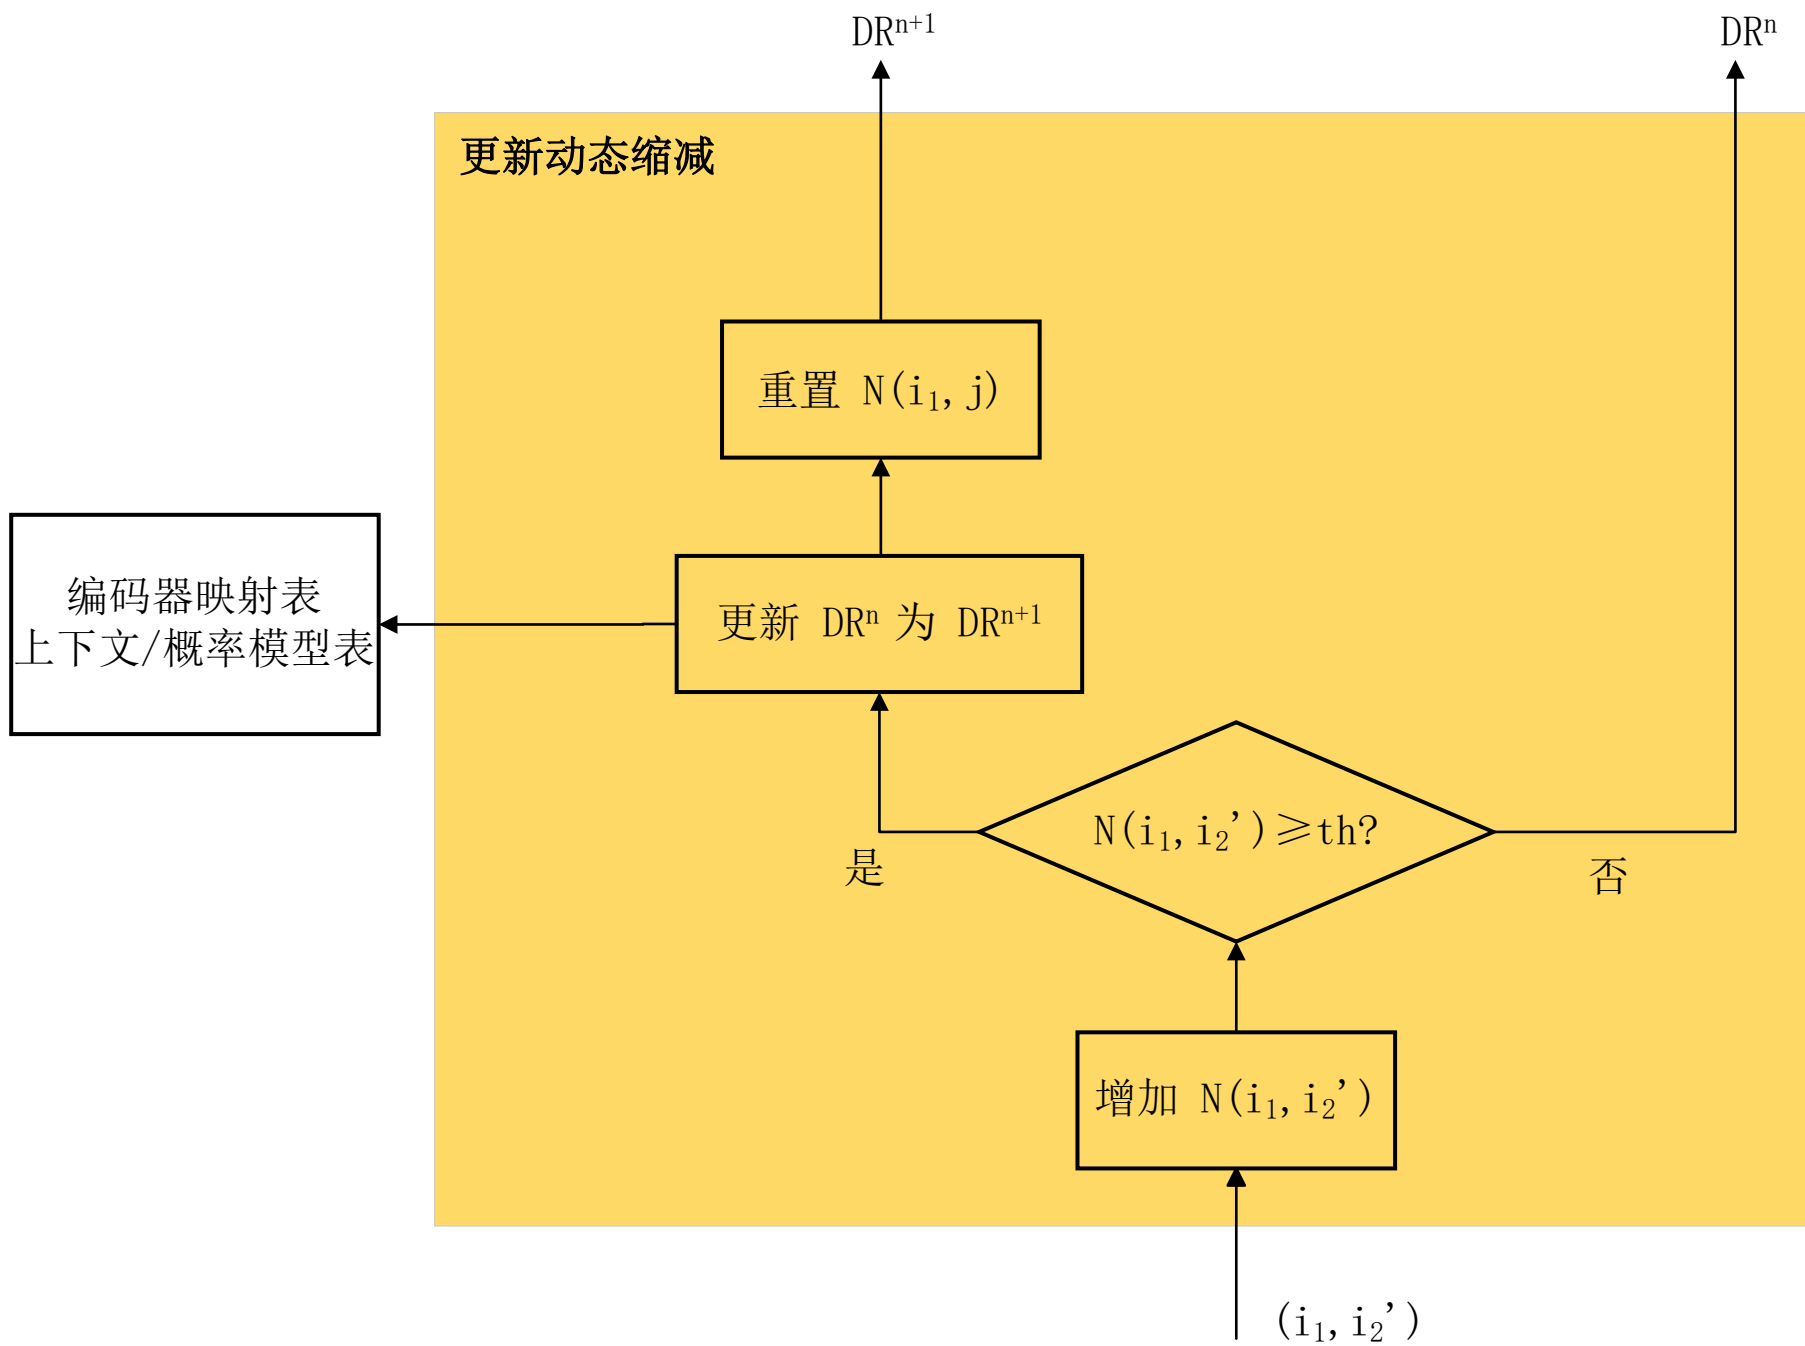 DRⁿ⁺¹
DRⁿ
更新动态缩减
重置 N(i₁,j)
编码器映射表
上下文/概率模型表
更新 DRⁿ 为 DRⁿ⁺¹
N(i₁,i₂’)≥th?
是
否
增加 N(i₁,i₂’)
(i₁,i₂’)